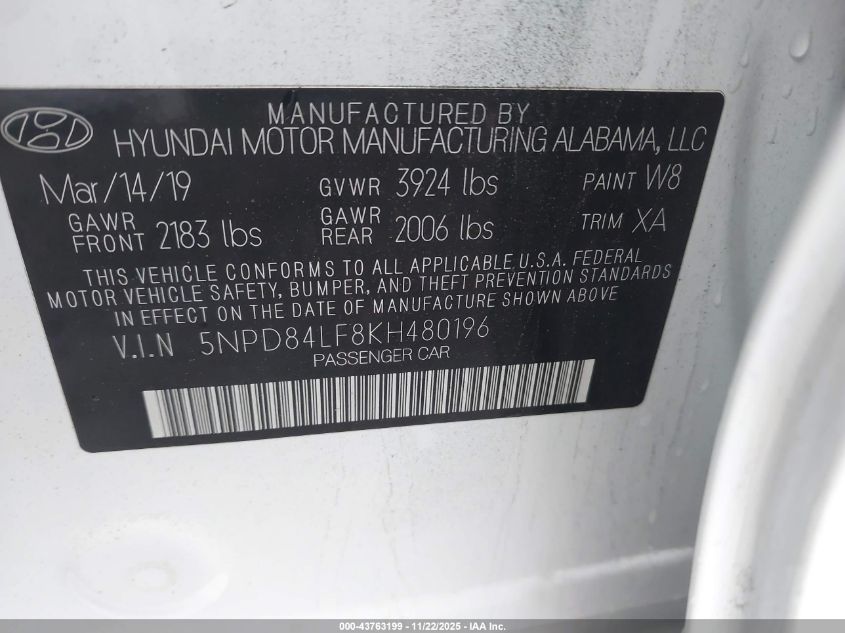 MANUFACTURED BY
HYUNDAI MOTOR MANUFACTURING ALABAMA, LLC
Mar/14/19 GVWR 3924 lbs PAINT W8
GAWR FRONT 2183 lbs GAWR REAR 2006 lbs TRIM XA
THIS VEHICLE CONFORMS TO ALL APPLICABLE U.S.A. FEDERAL
MOTOR VEHICLE SAFETY, BUMPER, AND THEFT PREVENTION STANDARDS
IN EFFECT ON THE DATE OF MANUFACTURE SHOWN ABOVE.
V.I.N 5NPD84LF8KH480196
PASSENGER CAR
000-43763199 - 11/22/2025 - IAA Inc.